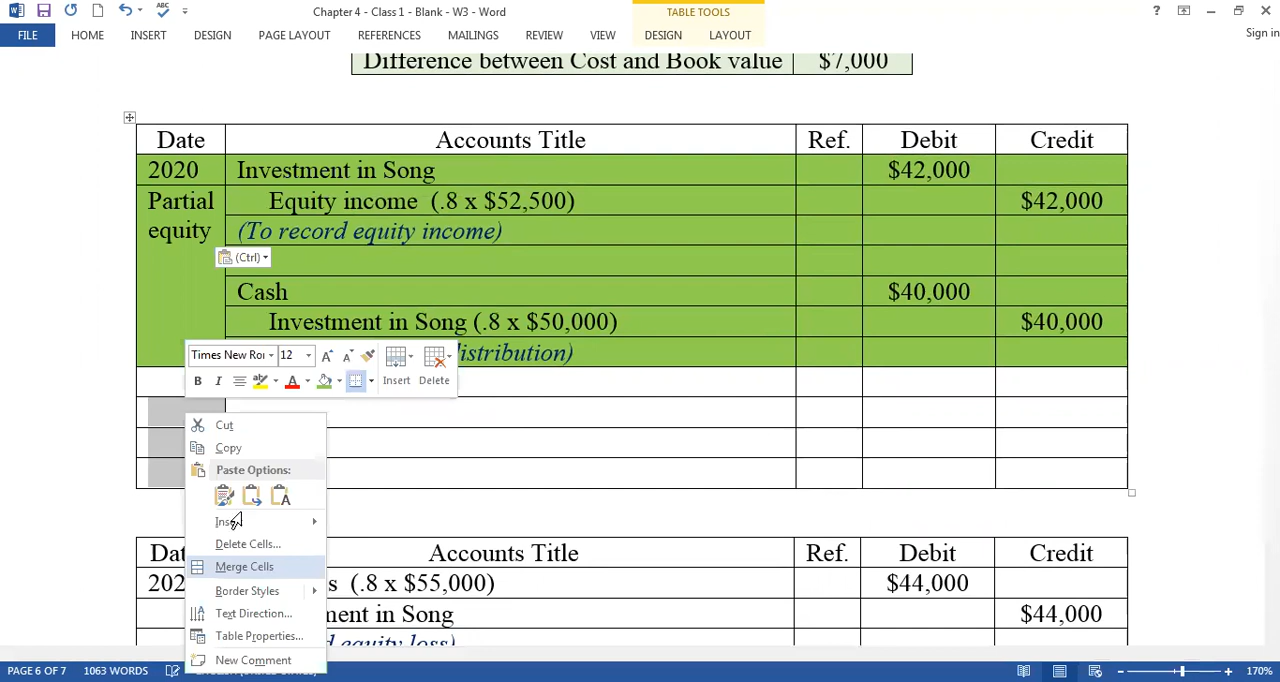 Chapter 4 - Class 1 - Blank - W3 - Word
TABLE TOOLS
FILE HOME INSERT DESIGN PAGE LAYOUT REFERENCES MAILINGS REVIEW VIEW DESIGN LAYOUT Sign in
Difference between Cost and Book value $7,000
Date Accounts Title Ref. Debit Credit
2020 Investment in Song $42,000
Partial Equity income (.8 x $52,500) $42,000
equity (To record equity income)
(Ctrl)
Cash $40,000
Investment in Song (.8 x $50,000) $40,000
distribution)
Times New Ro 12
Insert Delete
Cut
Copy
Paste Options:
Delete Cells...
Merge Cells
Border Styles
Text Direction...
Table Properties...
New Comment
Accounts Title Ref. Debit Credit
(.8 x $55,000) $44,000
in Song $44,000
equity loss)
PAGE 6 OF 7 1063 WORDS 170%